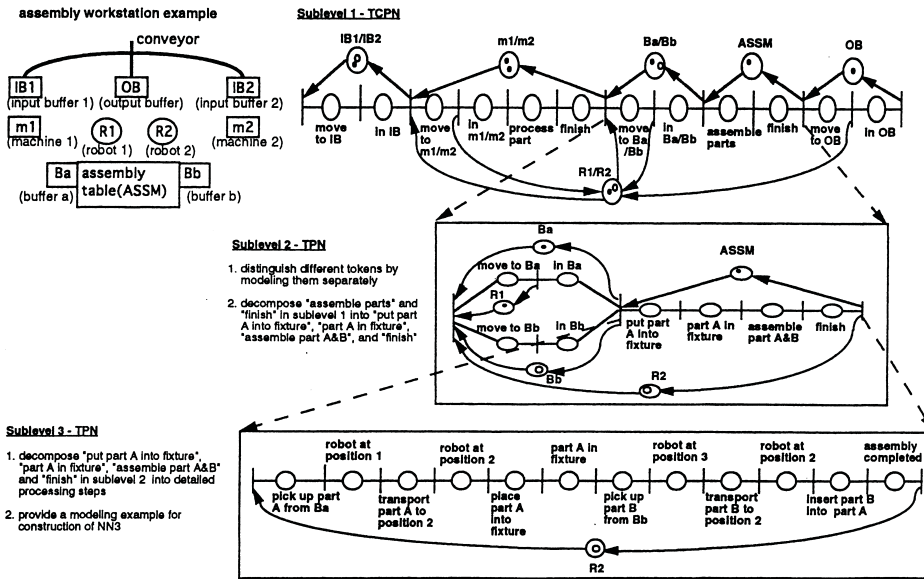 assembly workstation example
conveyor
IB1
OB
IB2
(input buffer 1)
(output buffer)
(input buffer 2)
m1
R1
R2
m2
(machine 1)
(robot 1)
(robot 2)
(machine 2)
Ba
assembly
table(ASSM)
Bb
(buffer a)
(buffer b)
Sublevel 1 - TCPN
IB1/IB2
m1/m2
Ba/Bb
ASSM
OB
move
to IB
in IB
move
to
m1/m2
in
m1/m2
process
part
finish
move
to Ba
/Bb
in
Ba/Bb
assemble
parts
finish
move
to OB
in OB
R1/R2
Sublevel 2 - TPN
1. distinguish different tokens by
modeling them separately
2. decompose "assemble parts" and
"finish" in sublevel 1 into "put part
A into fixture", "part A in fixture",
"assemble part A&B", and "finish"
Ba
ASSM
move to Ba
in Ba
R1
move to Bb
in Bb
put part
A into
fixture
part A in
fixture
assemble
part A&B
finish
Bb
R2
Sublevel 3 - TPN
1. decompose "put part A into fixture",
"part A in fixture", "assemble part A&B"
and "finish" in sublevel 2 into detailed
processing steps
2. provide a modeling example for
construction of NN3
robot at
position 1
robot at
position 2
part A in
fixture
robot at
position 3
robot at
position 2
assembly
completed
pick up part
A from Ba
transport
part A to
position 2
place
part A
into
fixture
pick up
part B
from Bb
transport
part B to
position 2
insert part B
into part A
R2